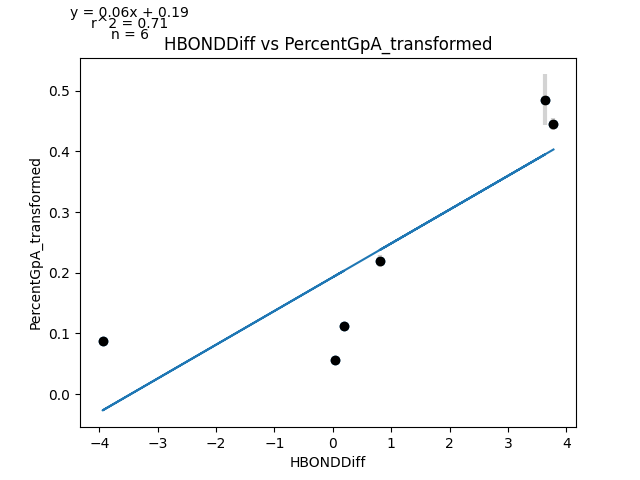 y = 0.06x + 0.19
r^2 = 0.71
n = 6
HBONDDiff vs PercentGpA_transformed
PercentGpA_transformed
0.5
0.4
0.3
0.2
0.1
0.0
−4
−3
−2
−1
0
1
2
3
4
HBONDDiff